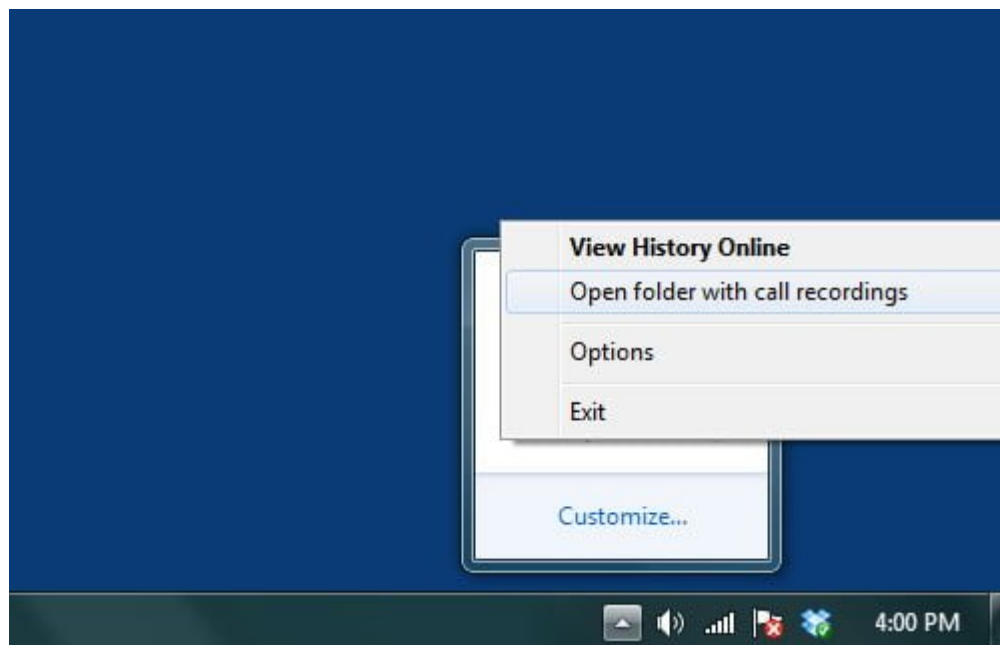 View History Online
Open folder with call recordings
Options
Exit
Customize...
4:00 PM